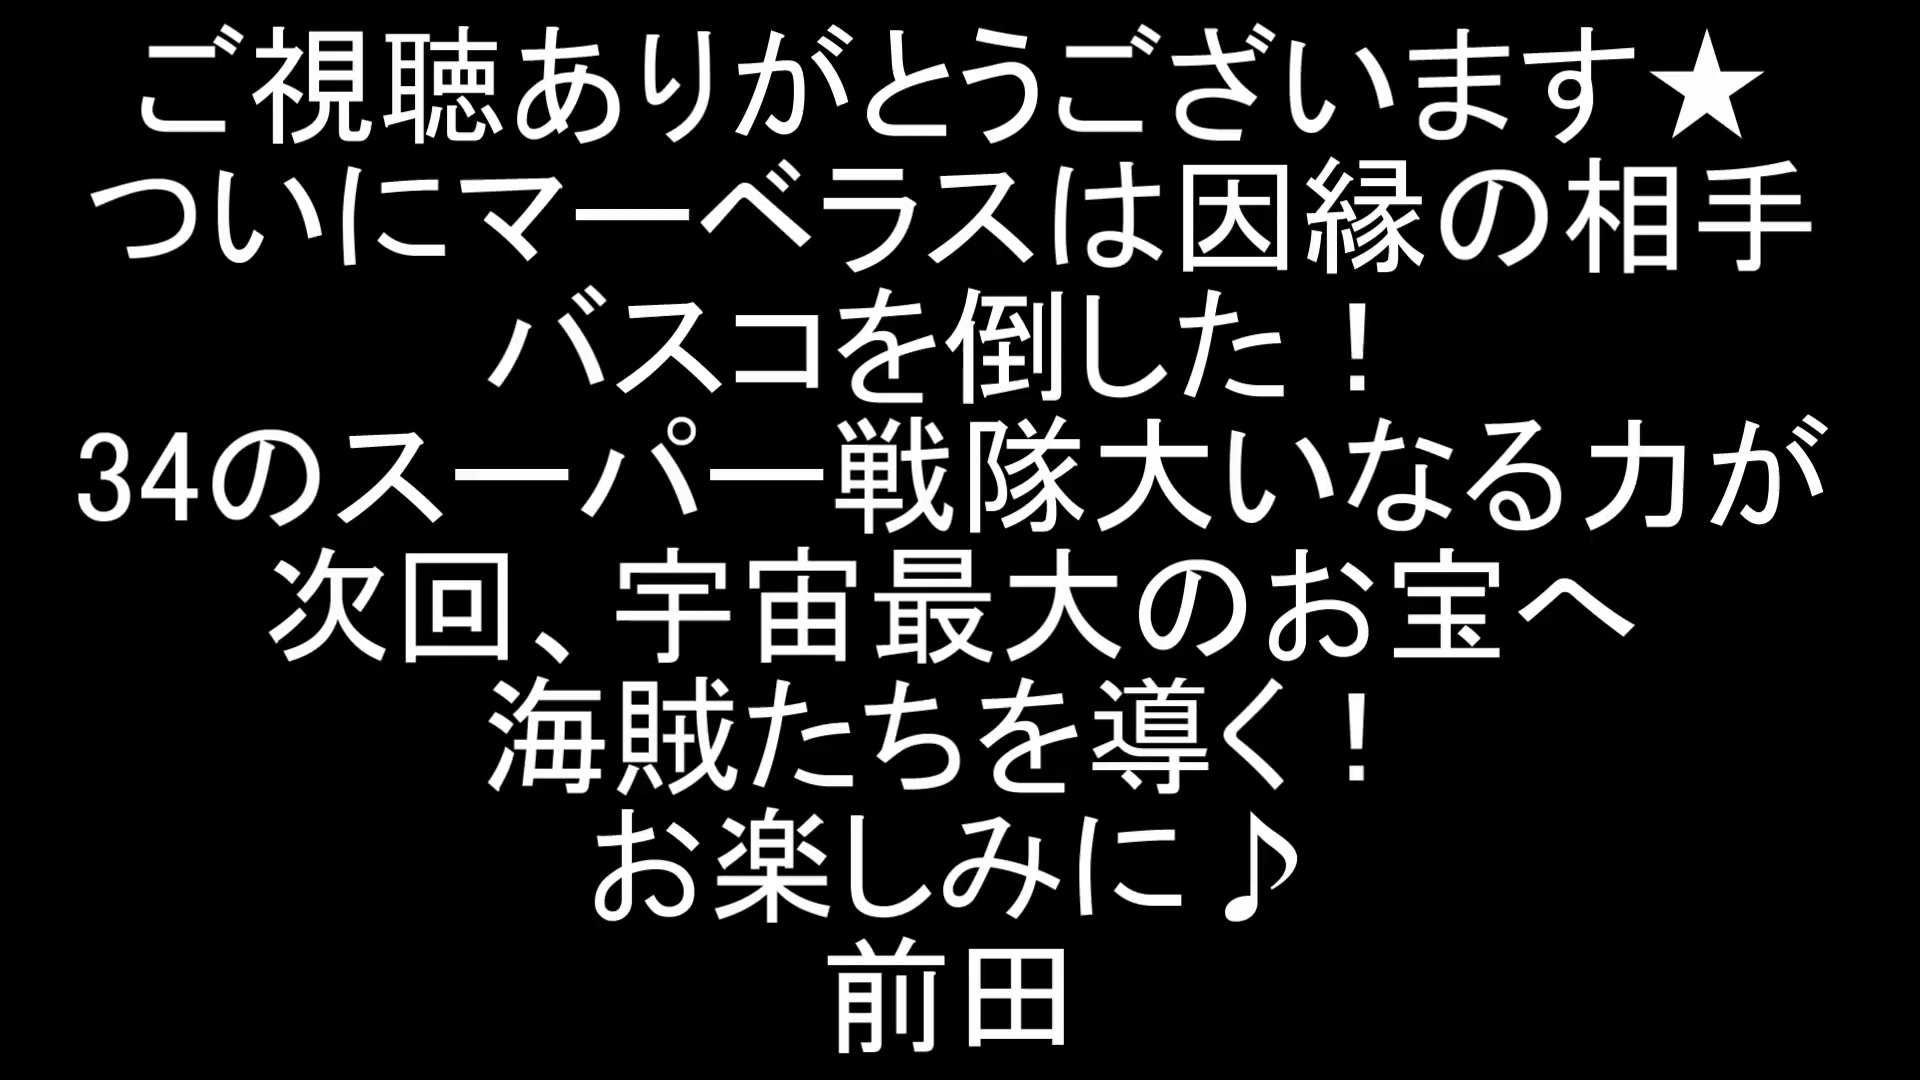 ご視聴ありがとうございます★
ついにマーベラスは因縁の相手
バスコを倒した！
34のスーパー戦隊大いなる力が
次回、宇宙最大のお宝へ
海賊たちを導く！
お楽しみに♪
前田